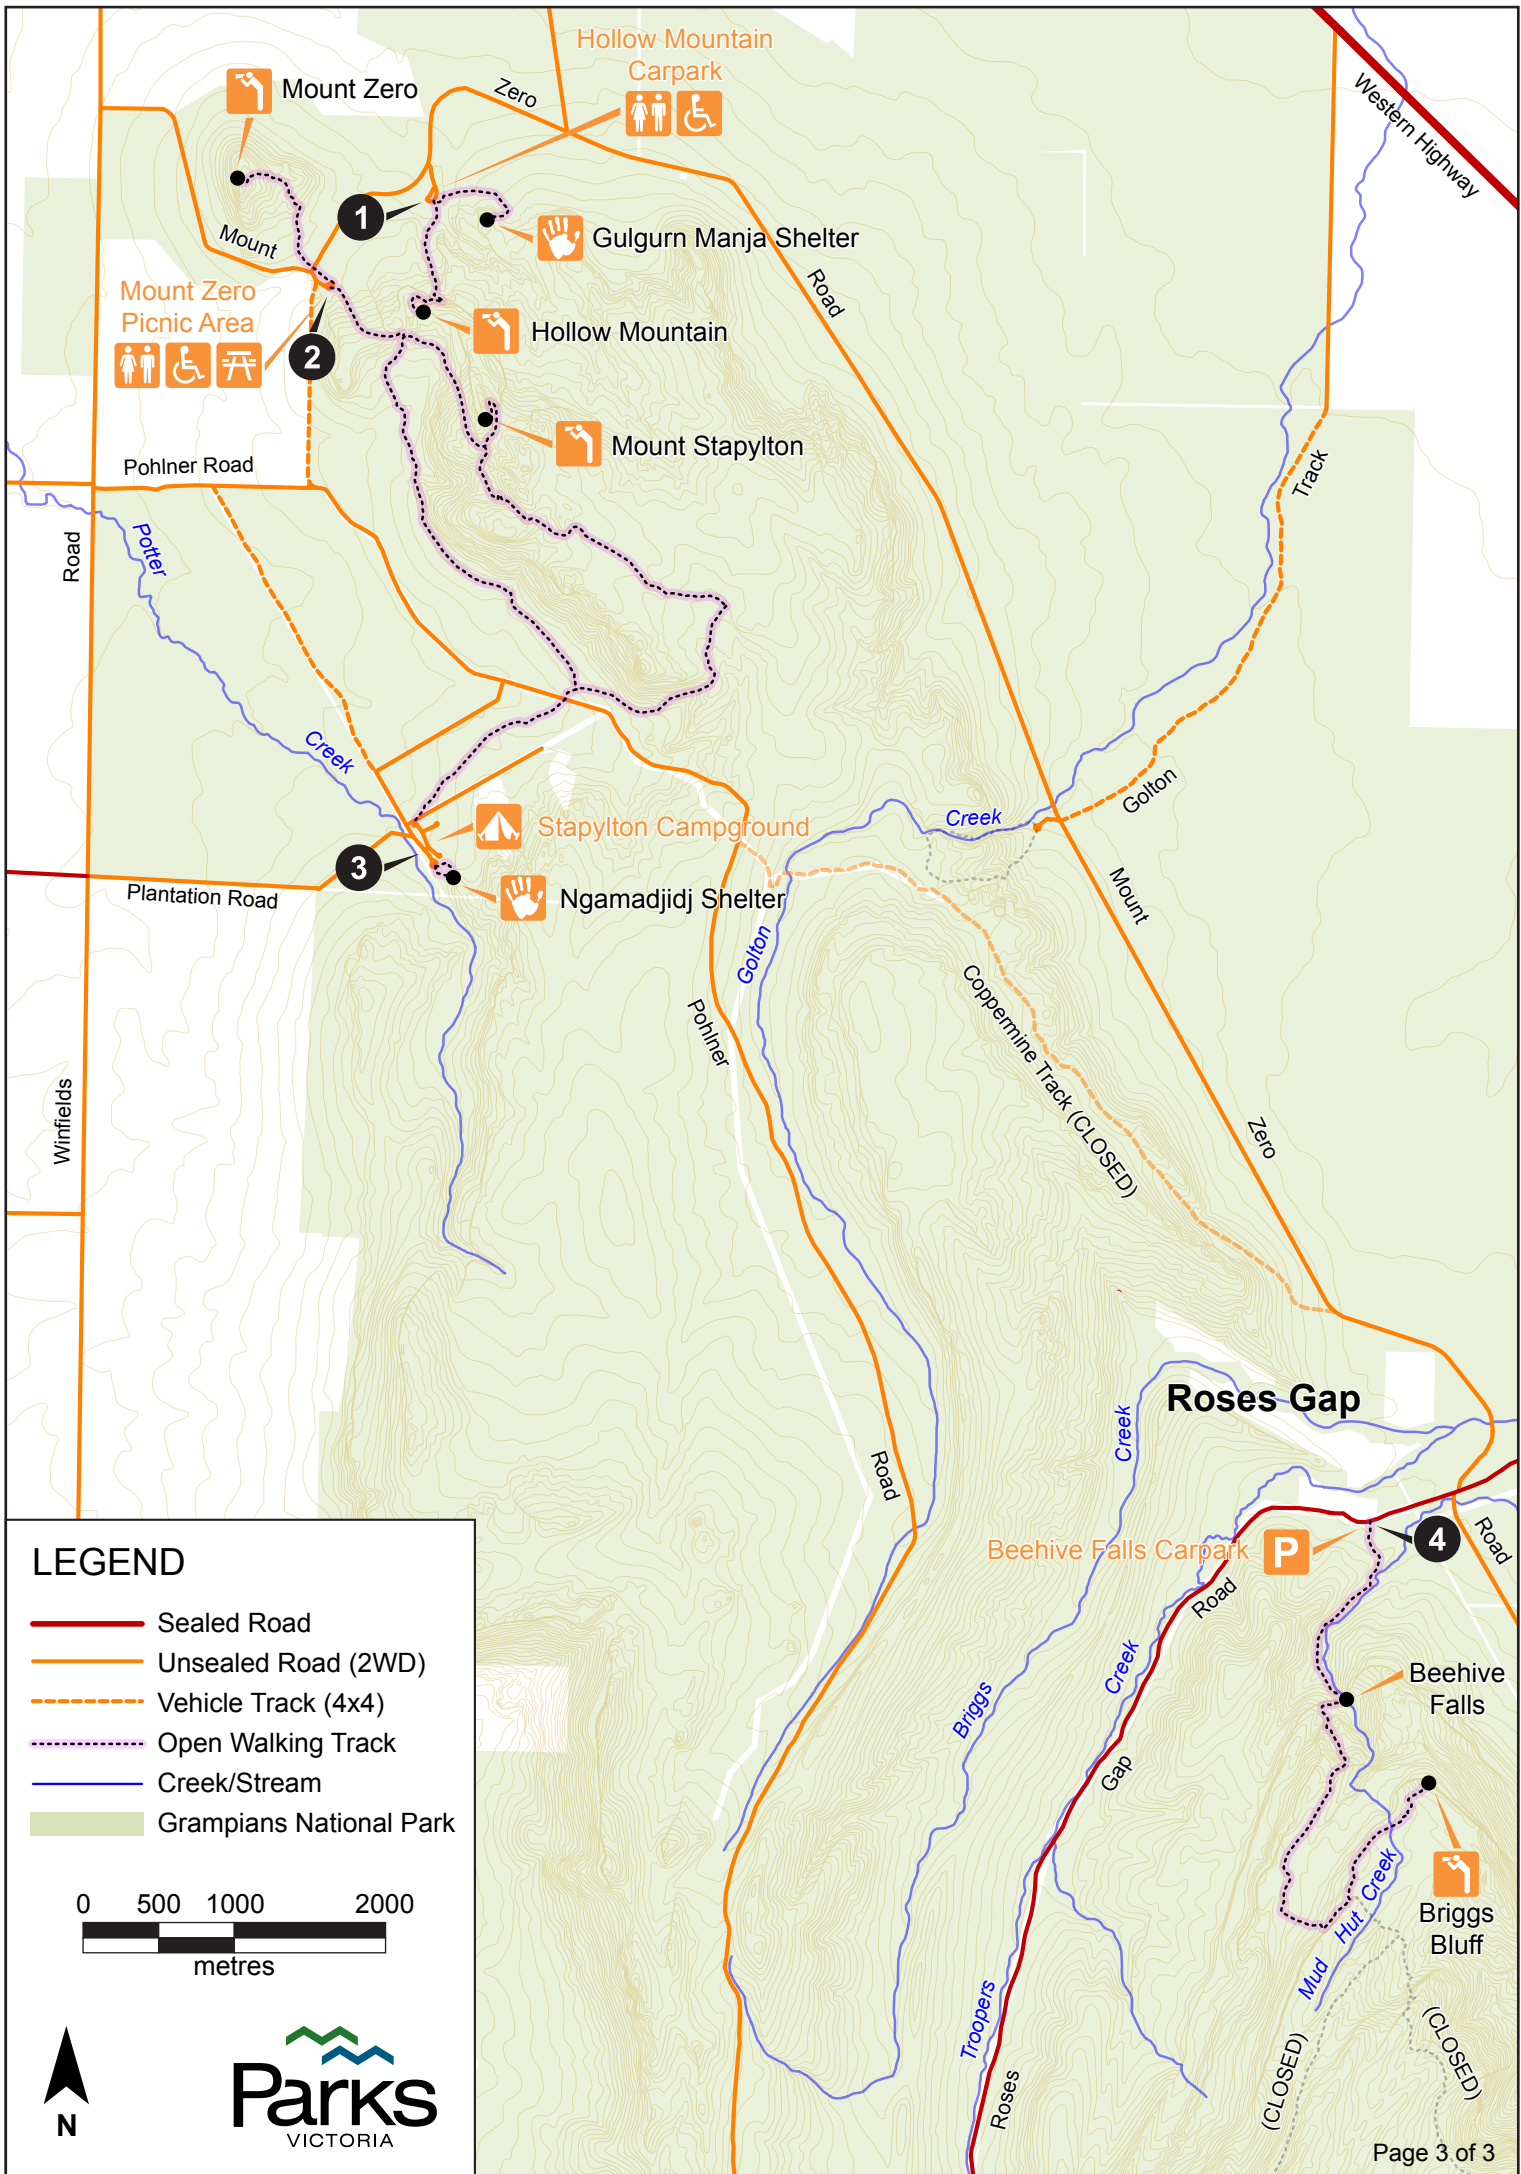 Hollow Mountain
Carpark
Mount Zero
Zero
Western Highway
1
Gulgurn Manja Shelter
Mount
Road
Mount Zero
Picnic Area
Hollow Mountain
2
Mount Stapylton
Pohlner Road
Track
Road
Potter
Creek
Golton
Creek
Stapylton Campground
3
Plantation Road
Ngamadjidj Shelter
Mount
Golton
Coppermine Track (CLOSED)
Pohlner
Winfields
Zero
Roses Gap
Creek
Road
Beehive Falls Carpark
P
4
Road
Road
Creek
Beehive
Falls
Briggs
Gap
Mud Hut Creek
Briggs
Bluff
Troopers
Roses
(CLOSED)
(CLOSED)
LEGEND
Sealed Road
Unsealed Road (2WD)
Vehicle Track (4x4)
Open Walking Track
Creek/Stream
Grampians National Park
0 500 1000 2000
metres
N
Parks
VICTORIA
Page 3 of 3